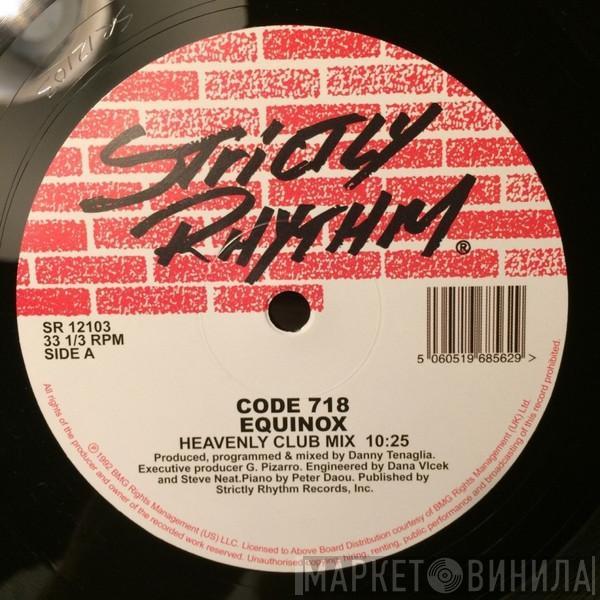 SR 12103
STRICTLY
RHYTHM®
SR 12103
33 1/3 RPM
SIDE A
5 060519 685629 >
CODE 718
EQUINOX
HEAVENLY CLUB MIX 10:25
Produced, programmed & mixed by Danny Tenaglia.
Executive producer G. Pizarro. Engineered by Dana Vlcek
and Steve Neat.Piano by Peter Daou. Published by
Strictly Rhythm Records, Inc.
All rights of the producer and owner of the recorded work reserved. Unauthorised copying, hiring, renting, public performance and broadcasting of this record prohibited.
℗1992 BMG Rights Management (US) LLC. Licensed to Above Board Distribution courtesy of BMG Rights Management (UK) Ltd.
МАРКЕТ ВИНИЛА